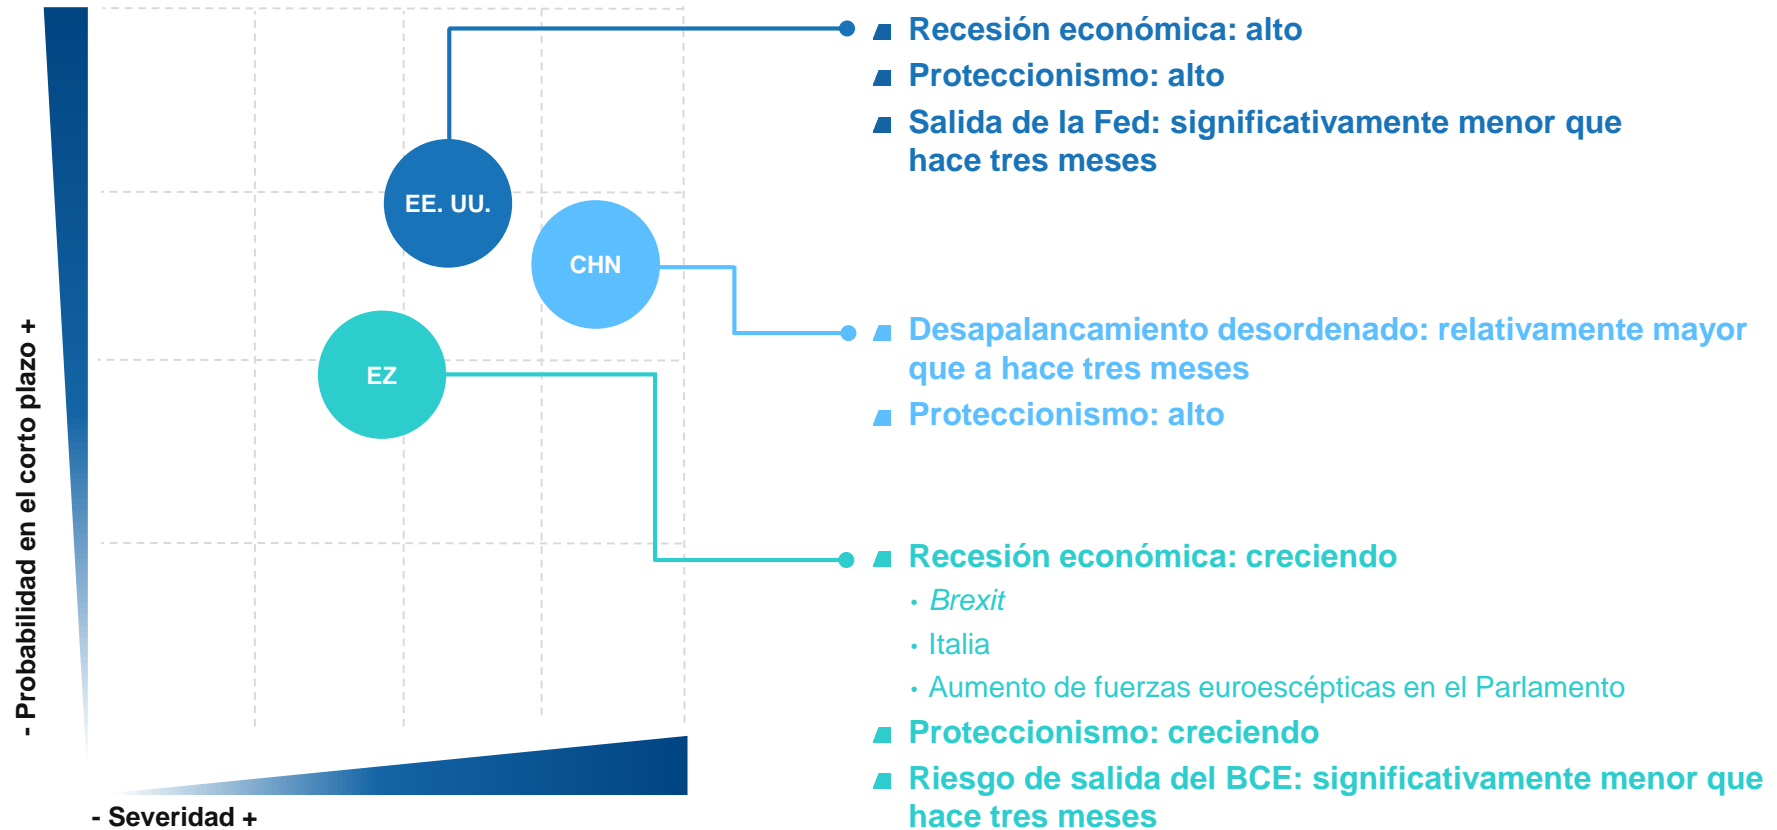 Recesión económica: alto
Proteccionismo: alto
Salida de la Fed: significativamente menor que
hace tres meses
EE. UU.
CHN
Desapalancamiento desordenado: relativamente mayor
que a hace tres meses
Proteccionismo: alto
EZ
- Probabilidad en el corto plazo +
Recesión económica: creciendo
• Brexit
• Italia
• Aumento de fuerzas euroescépticas en el Parlamento
Proteccionismo: creciendo
Riesgo de salida del BCE: significativamente menor que
hace tres meses
- Severidad +